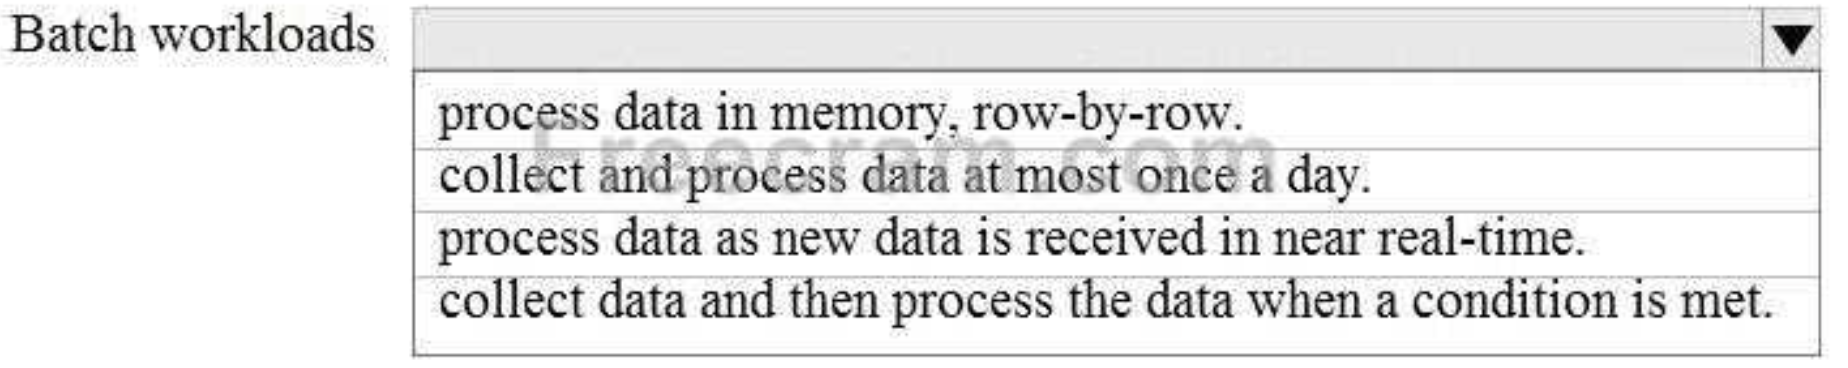 Batch workloads
process data in memory, row-by-row.
Freecram.com
collect and process data at most once a day.
process data as new data is received in near real-time.
collect data and then process the data when a condition is met.